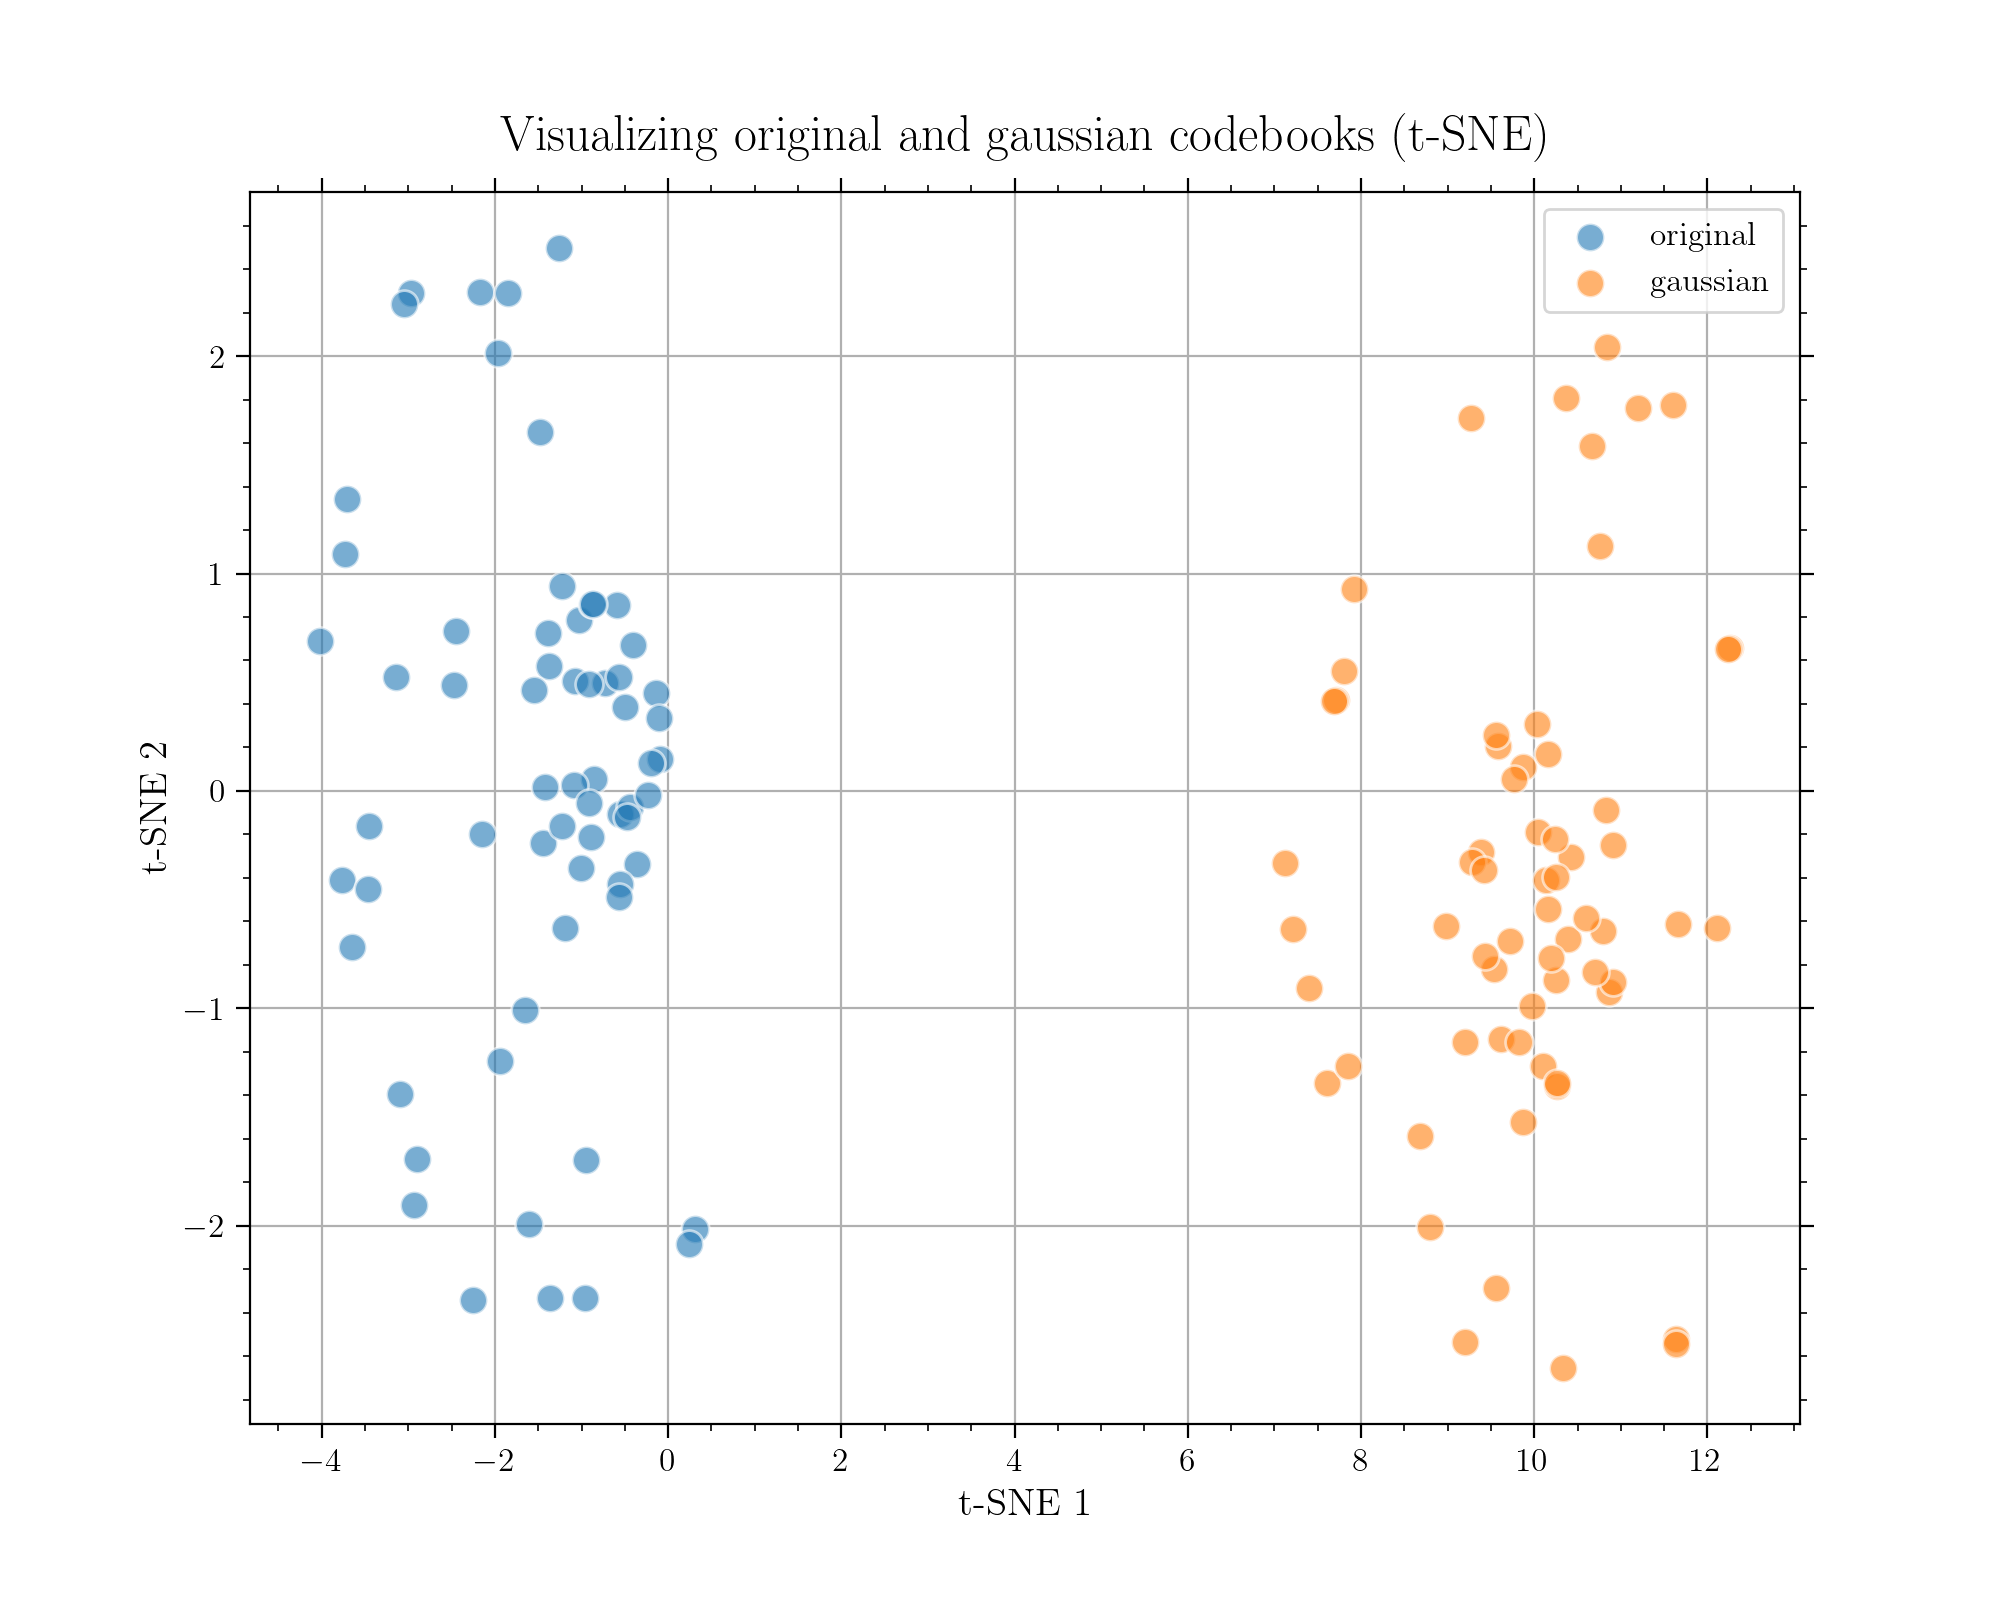 Visualizing original and gaussian codebooks (t-SNE)
original
gaussian
2
1
0
−1
−2
t-SNE 2
−4 −2 0 2 4 6 8 10 12
t-SNE 1